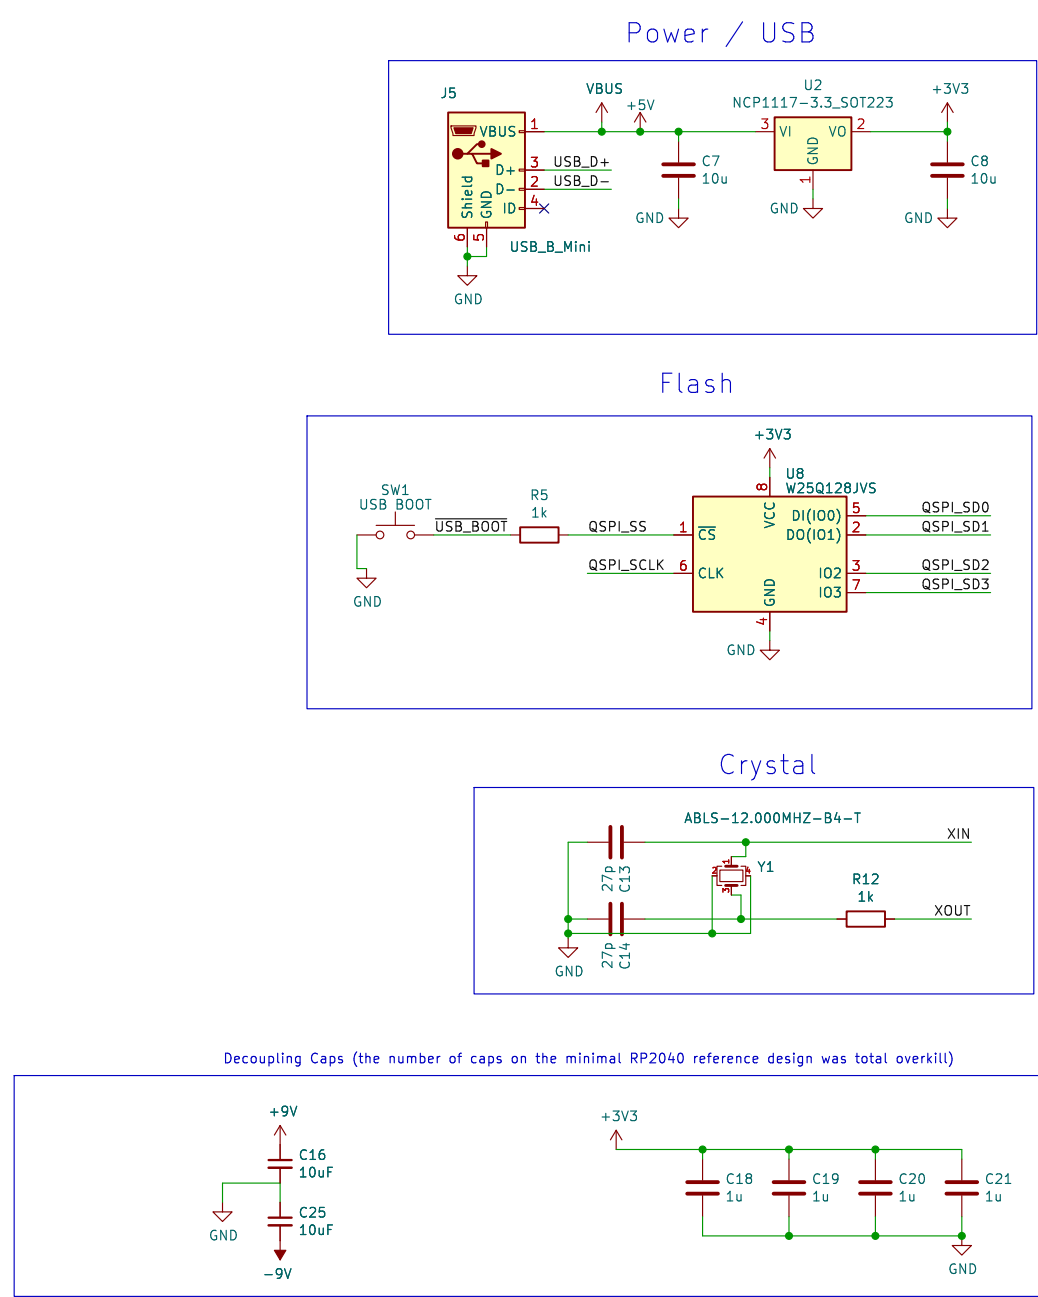 Power / USB
J5
VBUS
+5V
U2
NCP1117-3.3_SOT223
+3V3
VBUS
1
3
VI
VO
2
GND
1
C7
10u
C8
10u
D+
3
USB_D+
D-
2
USB_D-
ID
4
Shield
GND
6
5
USB_B_Mini
GND
GND
GND
GND
Flash
+3V3
U8
W25Q128JVS
8
VCC
SW1
USB BOOT
USB_BOOT
R5
1k
QSPI_SS
1
CS
DI(IO0)
5
QSPI_SD0
DO(IO1)
2
QSPI_SD1
QSPI_SCLK
6
CLK
IO2
3
QSPI_SD2
IO3
7
QSPI_SD3
GND
4
GND
GND
Crystal
ABLS-12.000MHZ-B4-T
XIN
27p
C13
1
2
4
3
Y1
R12
1k
XOUT
27p
C14
GND
Decoupling Caps (the number of caps on the minimal RP2040 reference design was total overkill)
+9V
C16
10uF
GND
C25
10uF
-9V
+3V3
C18
1u
C19
1u
C20
1u
C21
1u
GND